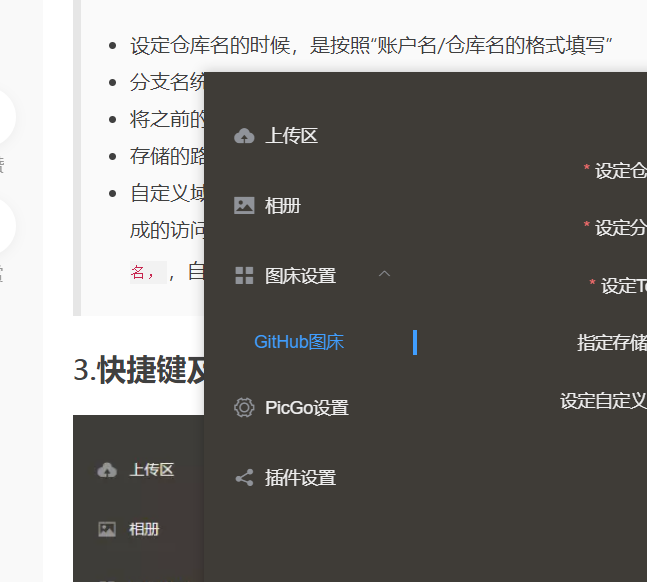 设定仓库名的时候，是按照“账户名/仓库名的格式填写”
分支名统
将之前的
存储的路
自定义域
成的访问
名，，自
3.快捷键及
上传区
相册
图床设置
GitHub图床
PicGo设置
插件设置
* 设定仓
* 设定分
* 设定To
指定存储
设定自定义
上传区
相册